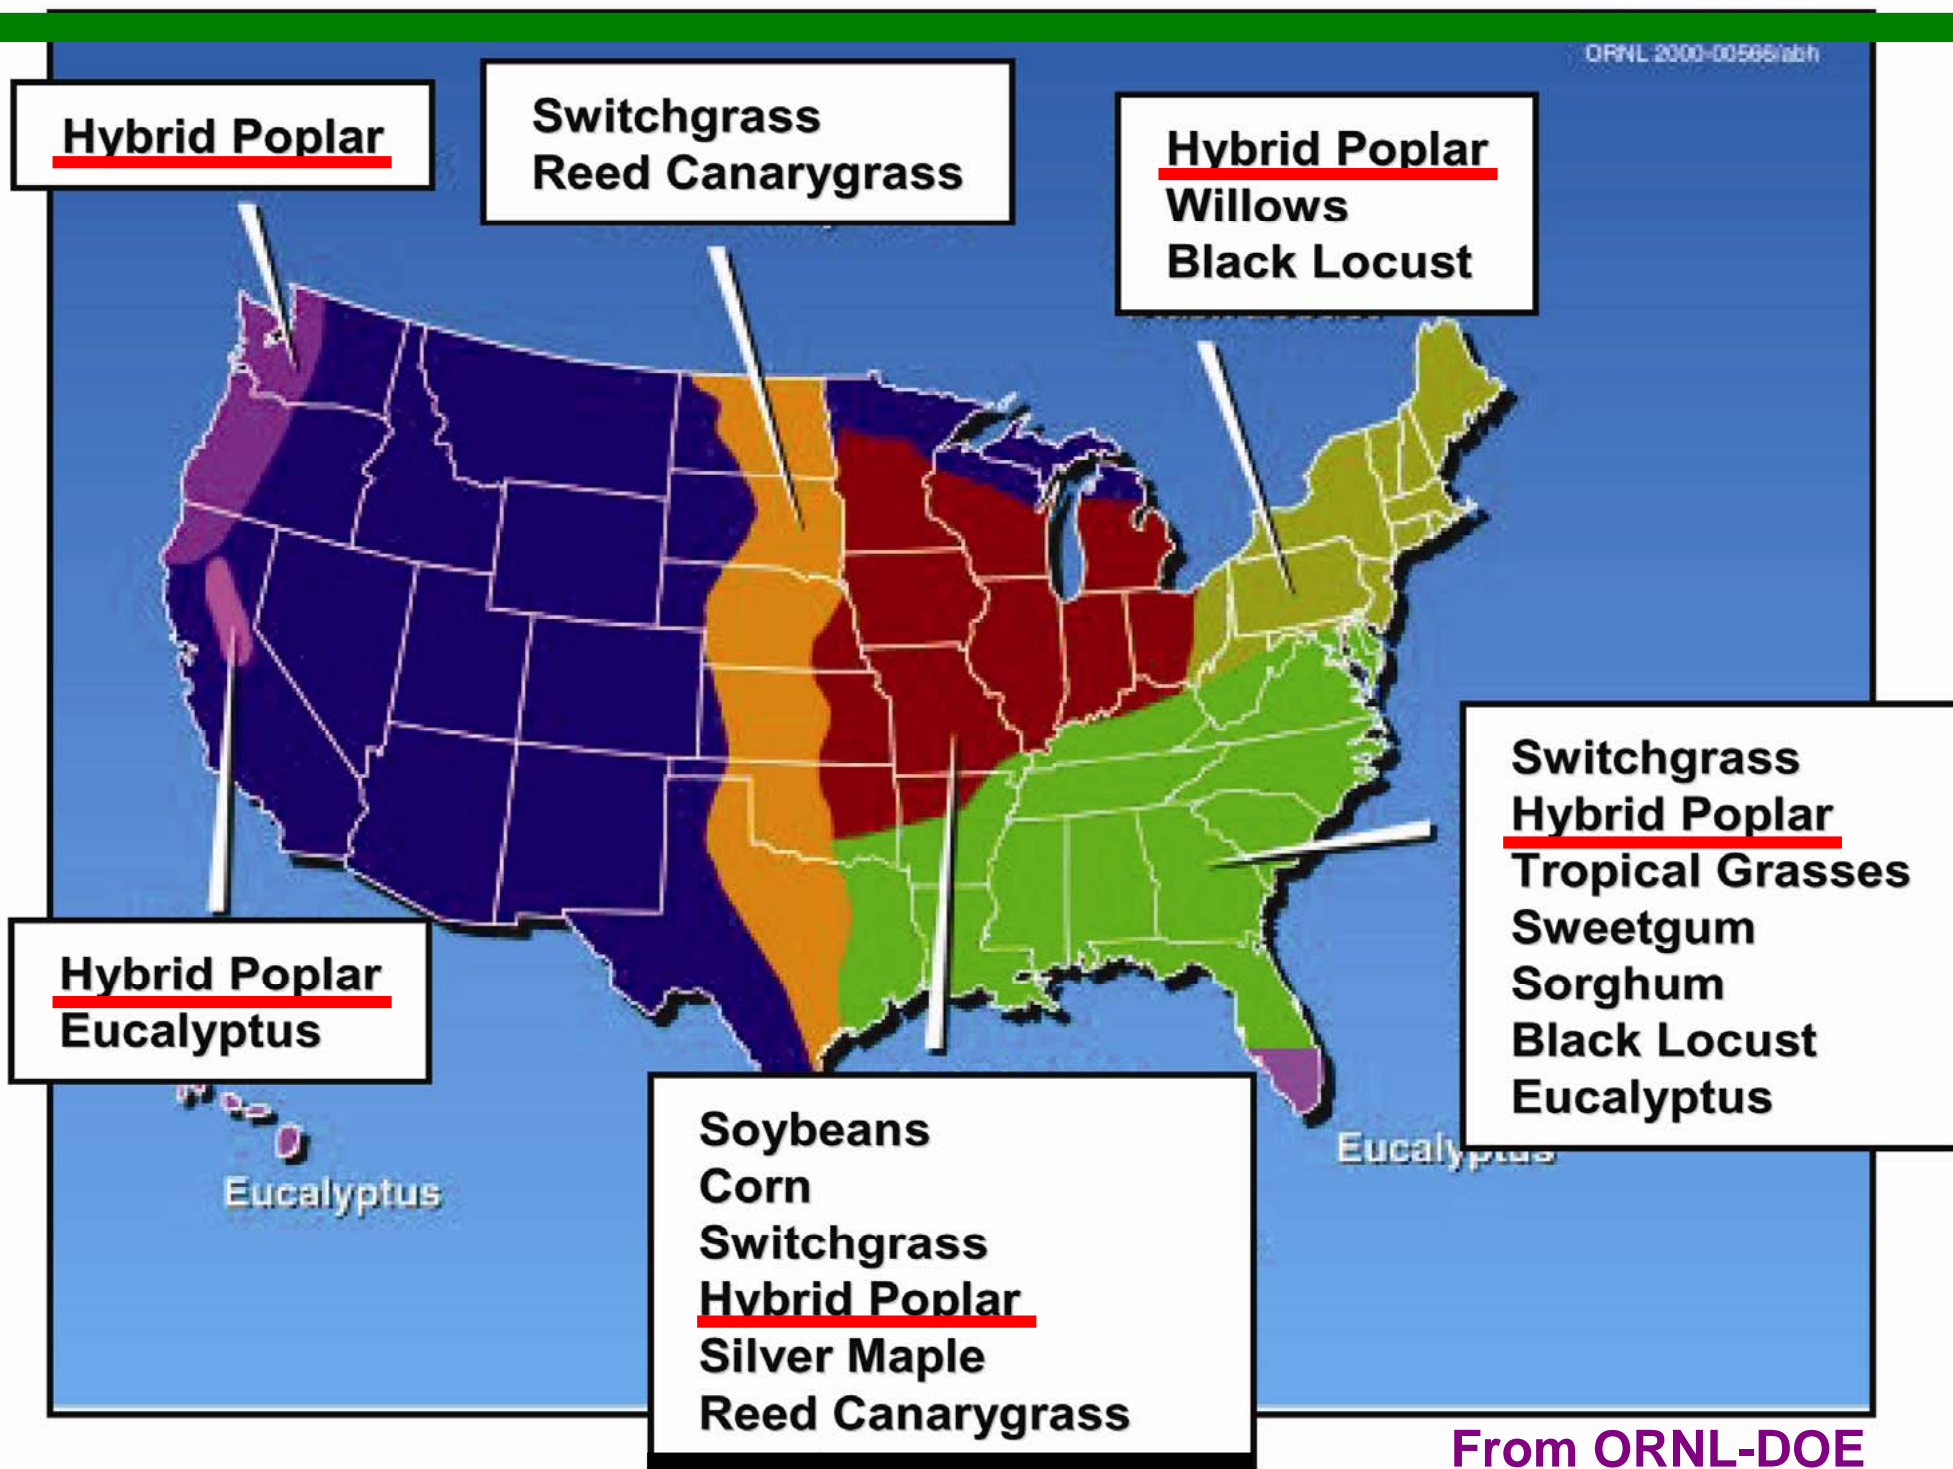 ORNL 2000-00566/abh
Hybrid Poplar
Switchgrass
Reed Canarygrass
Hybrid Poplar
Willows
Black Locust
Switchgrass
Hybrid Poplar
Tropical Grasses
Sweetgum
Sorghum
Black Locust
Eucalyptus
Hybrid Poplar
Eucalyptus
Eucalyptus
Eucalyptus
Soybeans
Corn
Switchgrass
Hybrid Poplar
Silver Maple
Reed Canarygrass
From ORNL-DOE